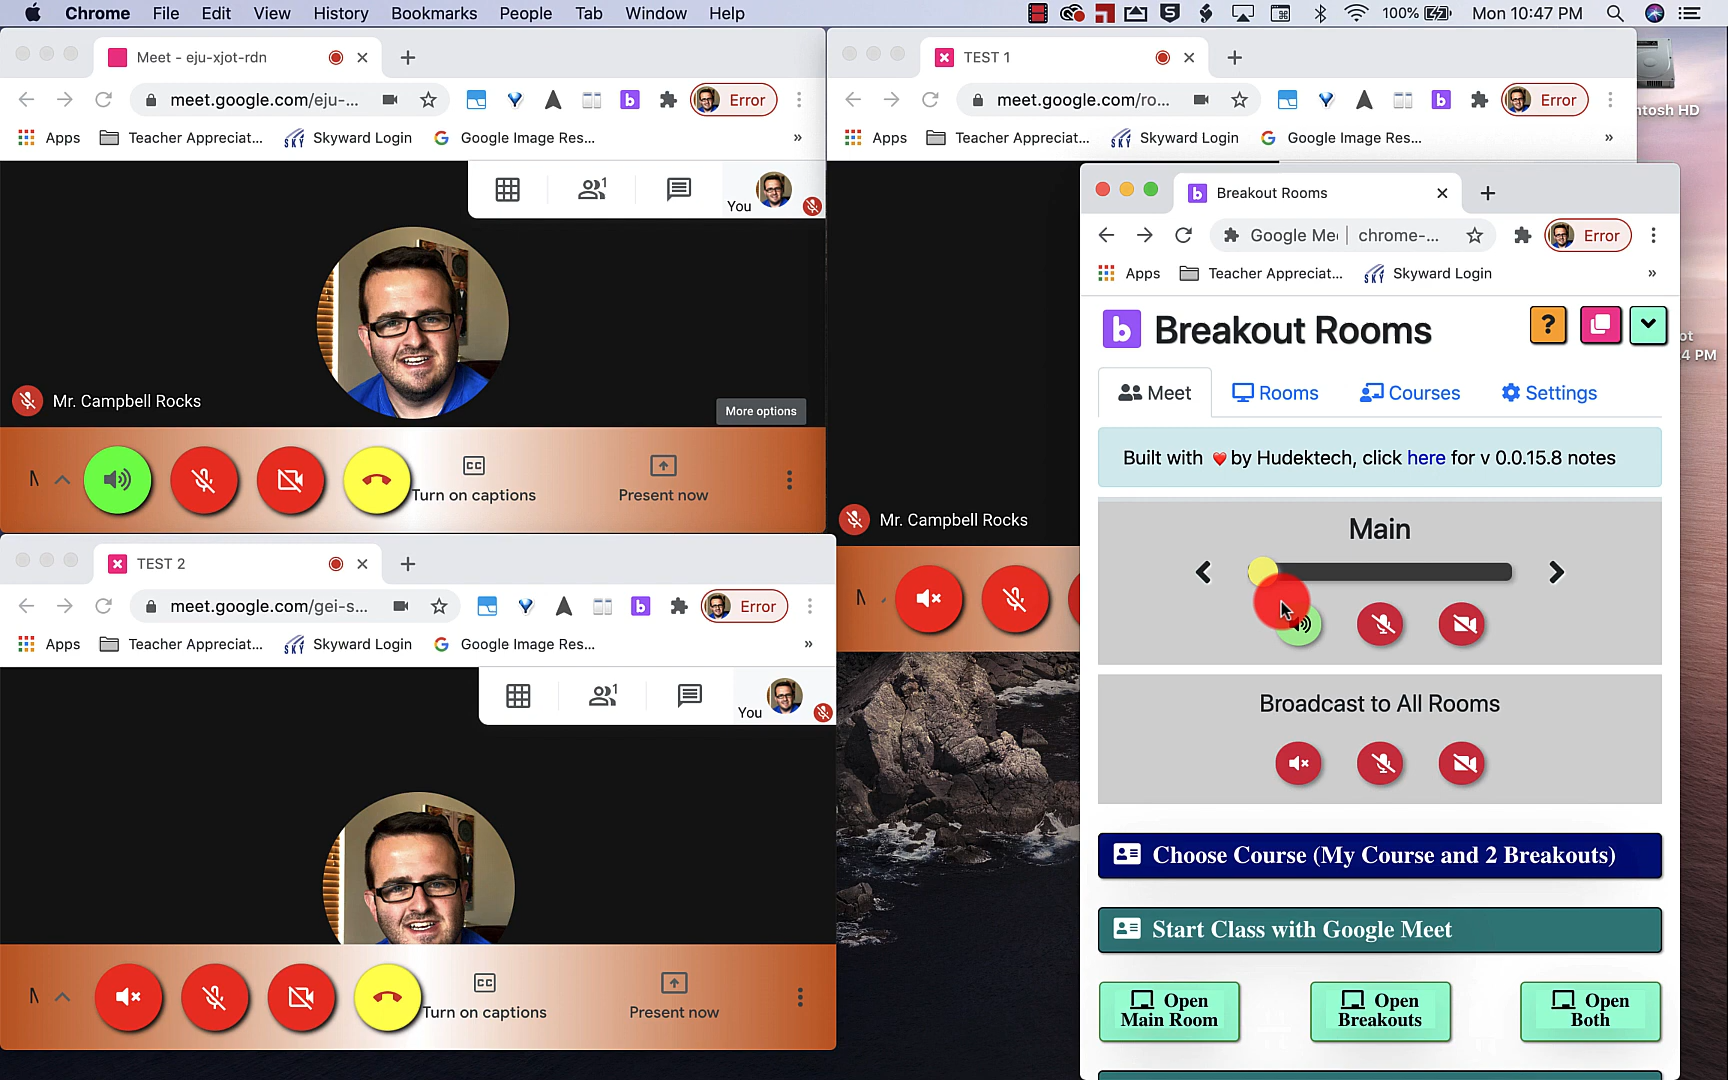 Chrome File Edit View History Bookmarks People Tab Window Help
100% Mon 10:47 PM
Meet - eju-xjot-rdn
meet.google.com/eju-... Error
Apps Teacher Appreciat... Skyward Login Google Image Res... »
You
Mr. Campbell Rocks
More options
Turn on captions
Present now
TEST 1
meet.google.com/ro... Error
Apps Teacher Appreciat... Skyward Login Google Image Res... »
Mr. Campbell Rocks
TEST 2
meet.google.com/gei-s... Error
Apps Teacher Appreciat... Skyward Login Google Image Res... »
You
Turn on captions
Present now
ntosh HD
ot
4 PM
Breakout Rooms
Google Me | chrome-... Error
Apps Teacher Appreciat... Skyward Login »
b Breakout Rooms
?
Meet Rooms Courses Settings
Built with ❤ by Hudektech, click here for v 0.0.15.8 notes
Main
Broadcast to All Rooms
Choose Course (My Course and 2 Breakouts)
Start Class with Google Meet
Open
Main Room
Open
Breakouts
Open
Both